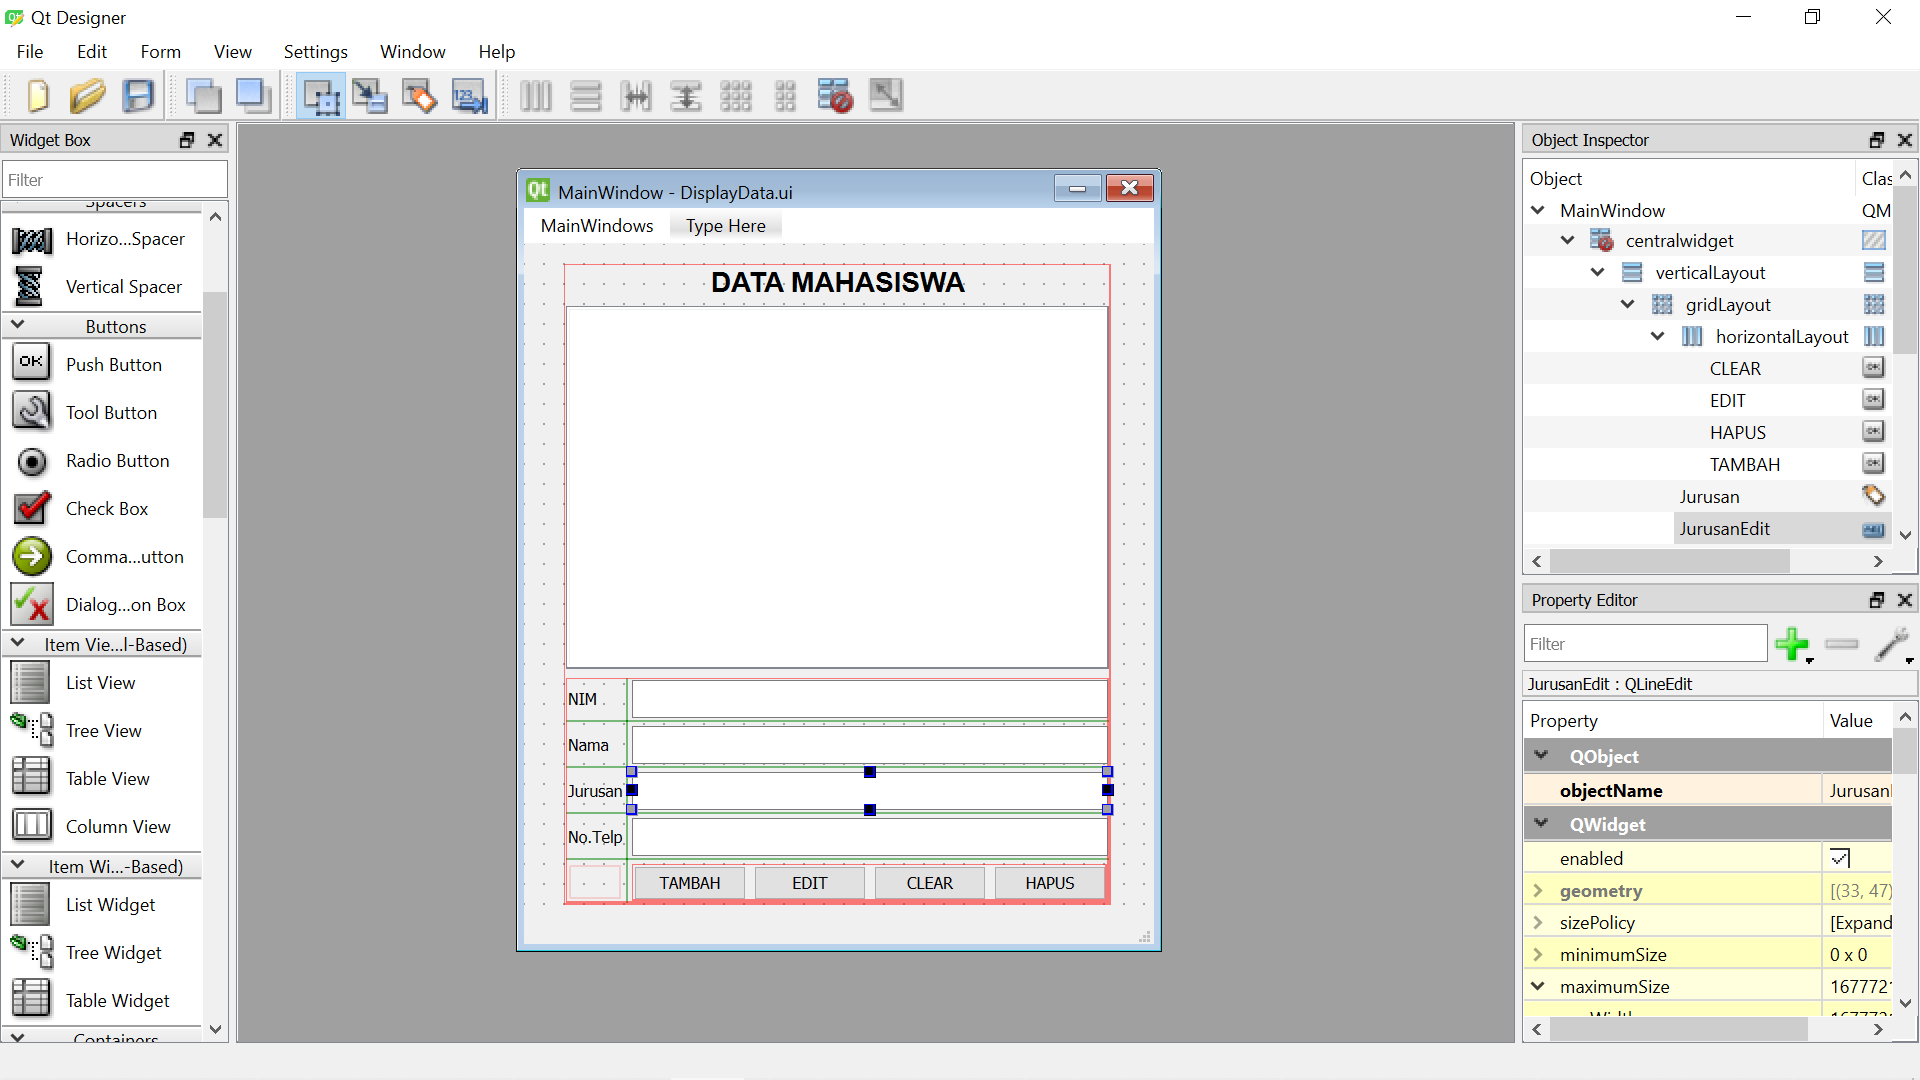 Qt Designer
File Edit Form View Settings Window Help
Widget Box
Filter
Spacers
Horizo...Spacer
Vertical Spacer
Buttons
Push Button
Tool Button
Radio Button
Check Box
Comma...utton
Dialog...on Box
Item Vie...l-Based)
List View
Tree View
Table View
Column View
Item Wi...-Based)
List Widget
Tree Widget
Table Widget
Containers
MainWindow - DisplayData.ui
MainWindows Type Here
DATA MAHASISWA
NIM
Nama
Jurusan
No.Telp
TAMBAH EDIT CLEAR HAPUS
Object Inspector
Object Clas
MainWindow QM
centralwidget
verticalLayout
gridLayout
horizontalLayout
CLEAR
EDIT
HAPUS
TAMBAH
Jurusan
JurusanEdit
Property Editor
Filter
JurusanEdit : QLineEdit
Property Value
QObject
objectName Jurusan
QWidget
enabled
geometry [(33, 47)
sizePolicy [Expand
minimumSize 0 x 0
maximumSize 1677721